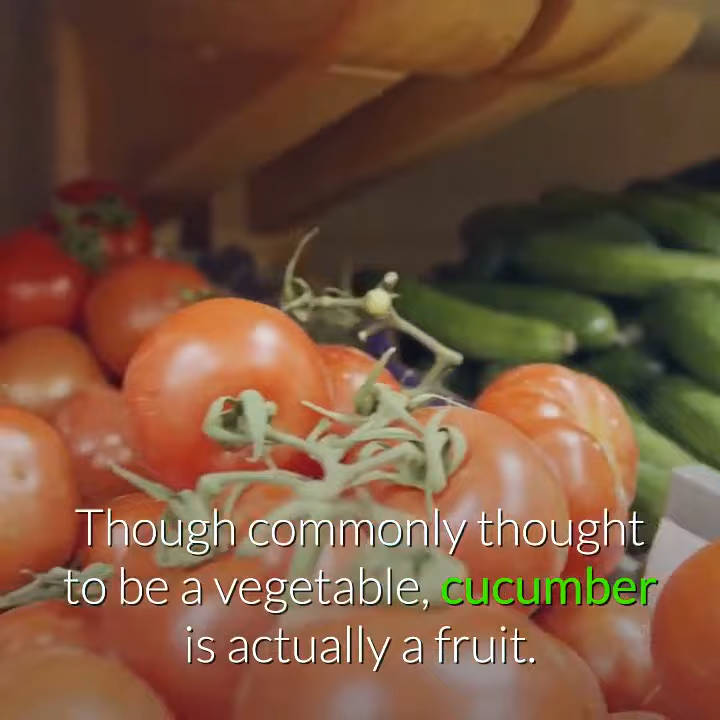 Though commonly thought
to be a vegetable, cucumber
is actually a fruit.